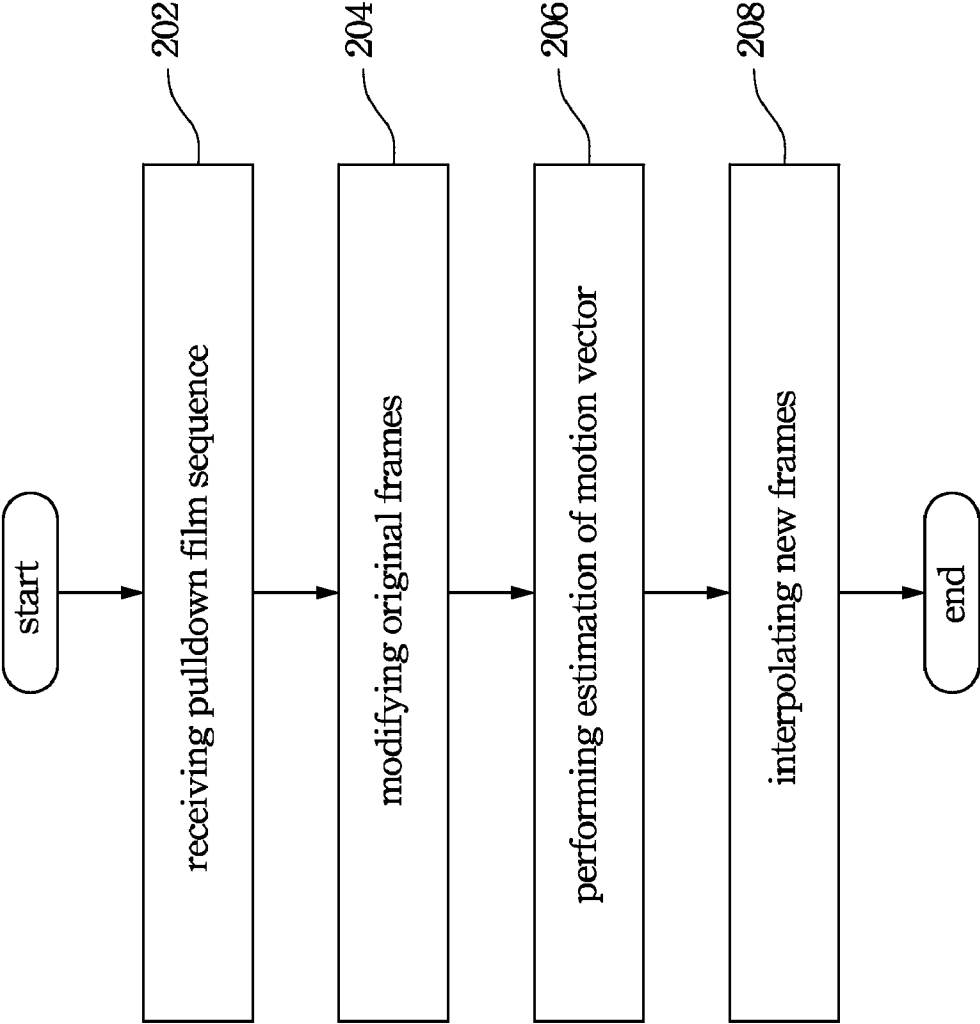 start
receiving pulldown film sequence
202
modifying original frames
204
performing estimation of motion vector
206
interpolating new frames
208
end